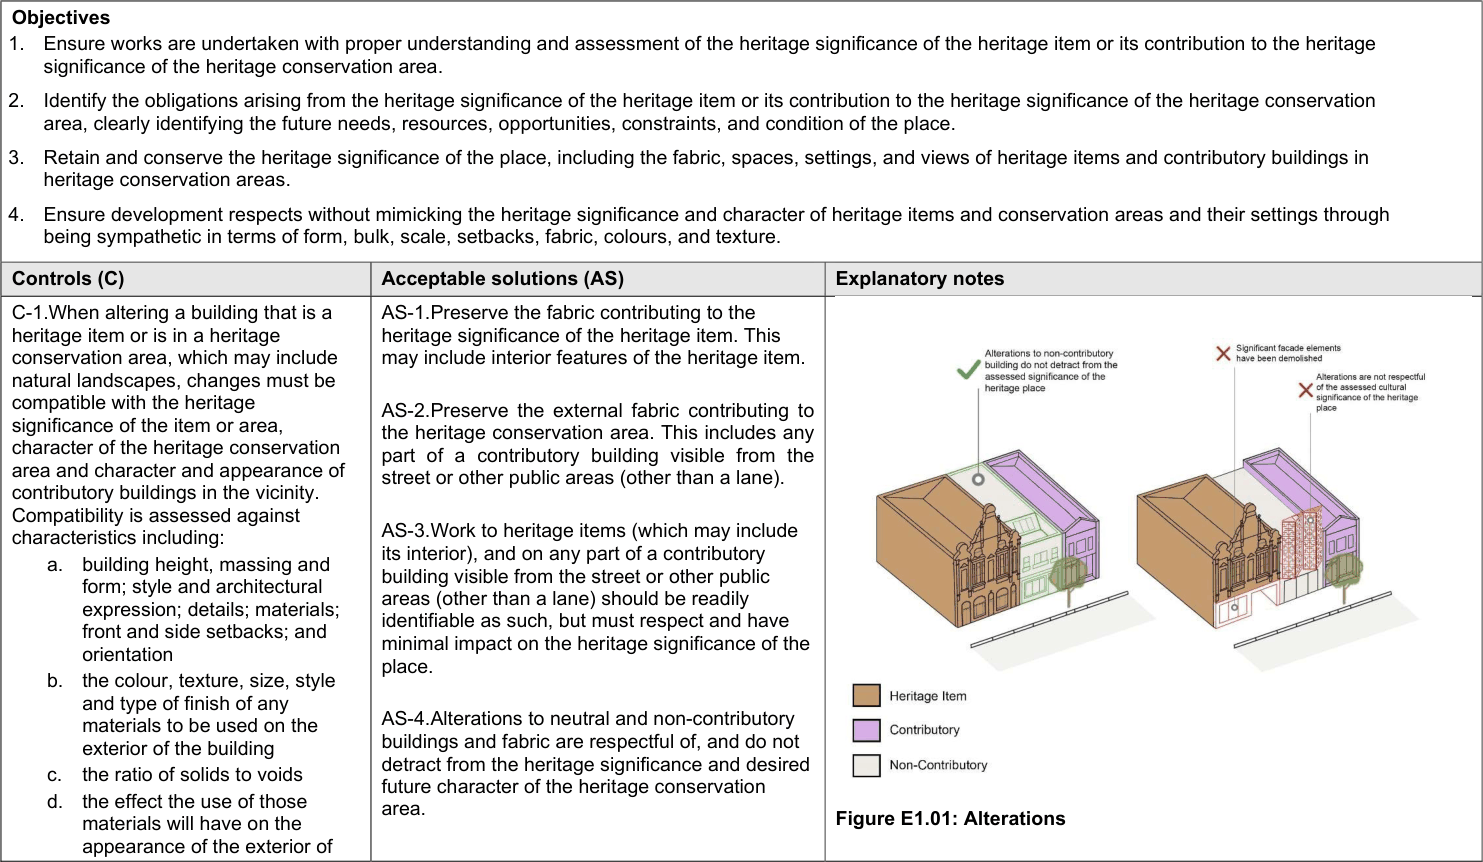 Objectives
1. Ensure works are undertaken with proper understanding and assessment of the heritage significance of the heritage item or its contribution to the heritage
significance of the heritage conservation area.
2. Identify the obligations arising from the heritage significance of the heritage item or its contribution to the heritage significance of the heritage conservation
area, clearly identifying the future needs, resources, opportunities, constraints, and condition of the place.
3. Retain and conserve the heritage significance of the place, including the fabric, spaces, settings, and views of heritage items and contributory buildings in
heritage conservation areas.
4. Ensure development respects without mimicking the heritage significance and character of heritage items and conservation areas and their settings through
being sympathetic in terms of form, bulk, scale, setbacks, fabric, colours, and texture.
Controls (C)
C-1.When altering a building that is a
heritage item or is in a heritage
conservation area, which may include
natural landscapes, changes must be
compatible with the heritage
significance of the item or area,
character of the heritage conservation
area and character and appearance of
contributory buildings in the vicinity.
Compatibility is assessed against
characteristics including:
a. building height, massing and
form; style and architectural
expression; details; materials;
front and side setbacks; and
orientation
b. the colour, texture, size, style
and type of finish of any
materials to be used on the
exterior of the building
c. the ratio of solids to voids
d. the effect the use of those
materials will have on the
appearance of the exterior of
Acceptable solutions (AS)
AS-1.Preserve the fabric contributing to the
heritage significance of the heritage item. This
may include interior features of the heritage item.
AS-2.Preserve the external fabric contributing to
the heritage conservation area. This includes any
part of a contributory building visible from the
street or other public areas (other than a lane).
AS-3.Work to heritage items (which may include
its interior), and on any part of a contributory
building visible from the street or other public
areas (other than a lane) should be readily
identifiable as such, but must respect and have
minimal impact on the heritage significance of the
place.
AS-4.Alterations to neutral and non-contributory
buildings and fabric are respectful of, and do not
detract from the heritage significance and desired
future character of the heritage conservation
area.
Explanatory notes
Alterations to non-contributory
building do not detract from the
assessed significance of the
heritage place
Significant facade elements
have been demolished
Alterations are not respectful
of the assessed cultural
significance of the heritage
place
Heritage Item
Contributory
Non-Contributory
Figure E1.01: Alterations